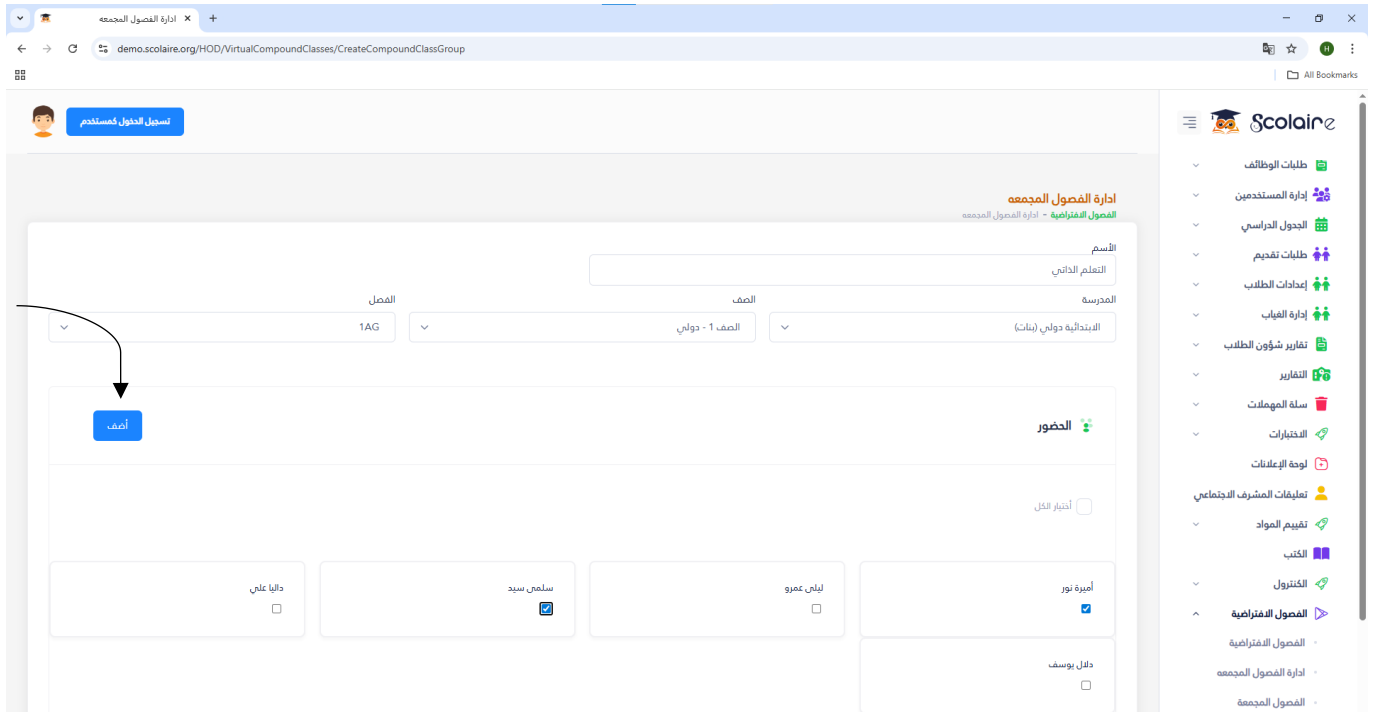 ادارة الفصول المجمعه
demo.scolaire.org/HOD/VirtualCompoundClasses/CreateCompoundClassGroup
H
All Bookmarks
Scolaire
تسجيل الدخول كمستخدم
طلبات الوظائف
إدارة المستخدمين
الجدول الدراسي
طلبات تقديم
إعدادات الطلاب
إدارة الغياب
تقارير شؤون الطلاب
التقارير
سلة المهملات
الاختبارات
لوحة الإعلانات
تعليقات المشرف الاجتماعي
تقييم المواد
الكتب
الكنترول
الفصول الافتراضية
الفصول الافتراضية
ادارة الفصول المجمعه
الفصول المجمعة
ادارة الفصول المجمعه
الفصول الافتراضية - ادارة الفصول المجمعه
الأسم
التعلم الذاتي
المدرسة الصف الفصل
الابتدائية دولي (بنات) الصف 1 - دولي 1AG
الحضور أضف
أختيار الكل
أميرة نور ليلى عمرو سلمى سيد داليا علي
دلال يوسف